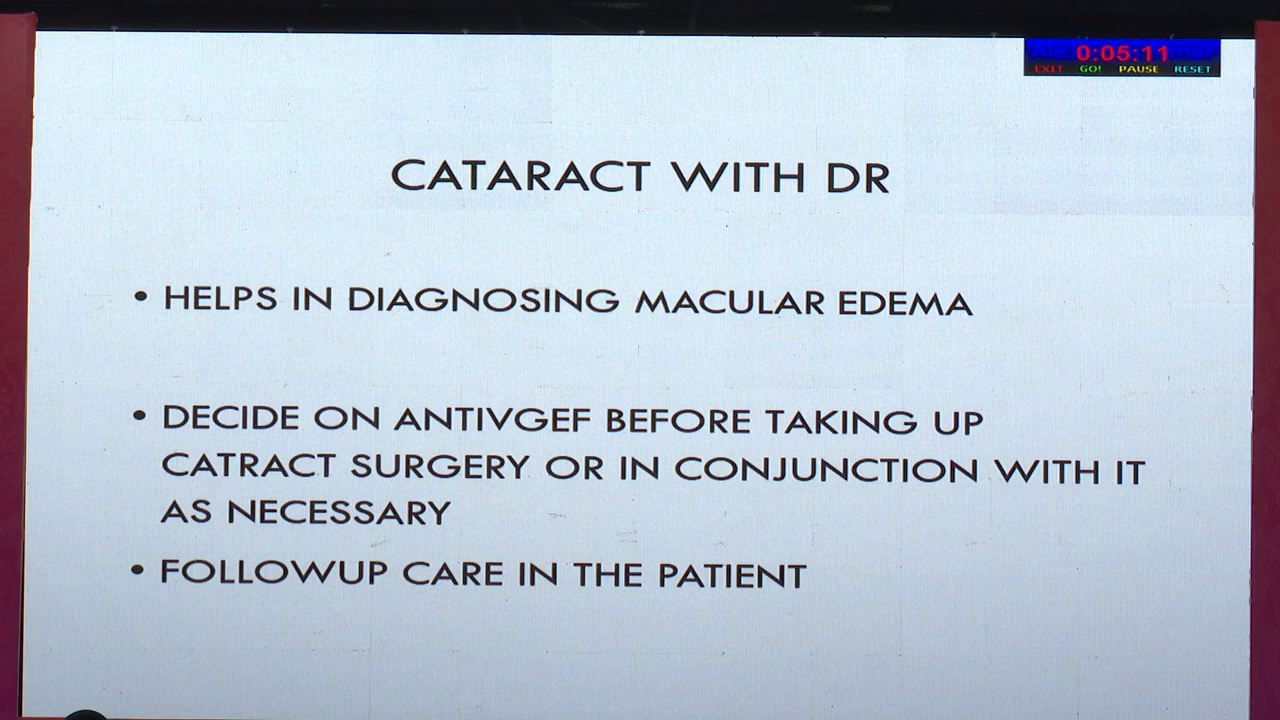 0:05:11
EXIT GO! PAUSE RESET
CATARACT WITH DR
• HELPS IN DIAGNOSING MACULAR EDEMA
• DECIDE ON ANTIVGEF BEFORE TAKING UP
CATRACT SURGERY OR IN CONJUNCTION WITH IT
AS NECESSARY
• FOLLOWUP CARE IN THE PATIENT